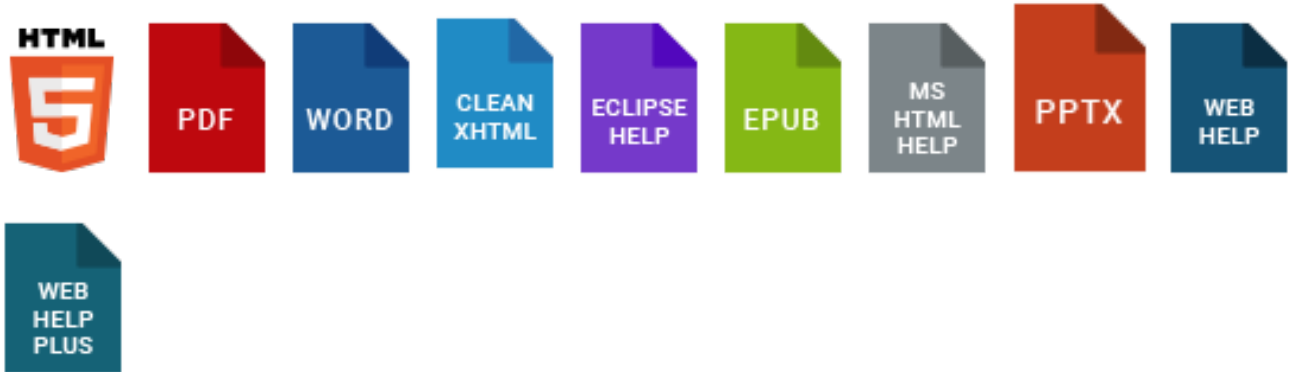 HTML
5
PDF
WORD
CLEAN
XHTML
ECLIPSE
HELP
EPUB
MS
HTML
HELP
PPTX
WEB
HELP
WEB
HELP
PLUS